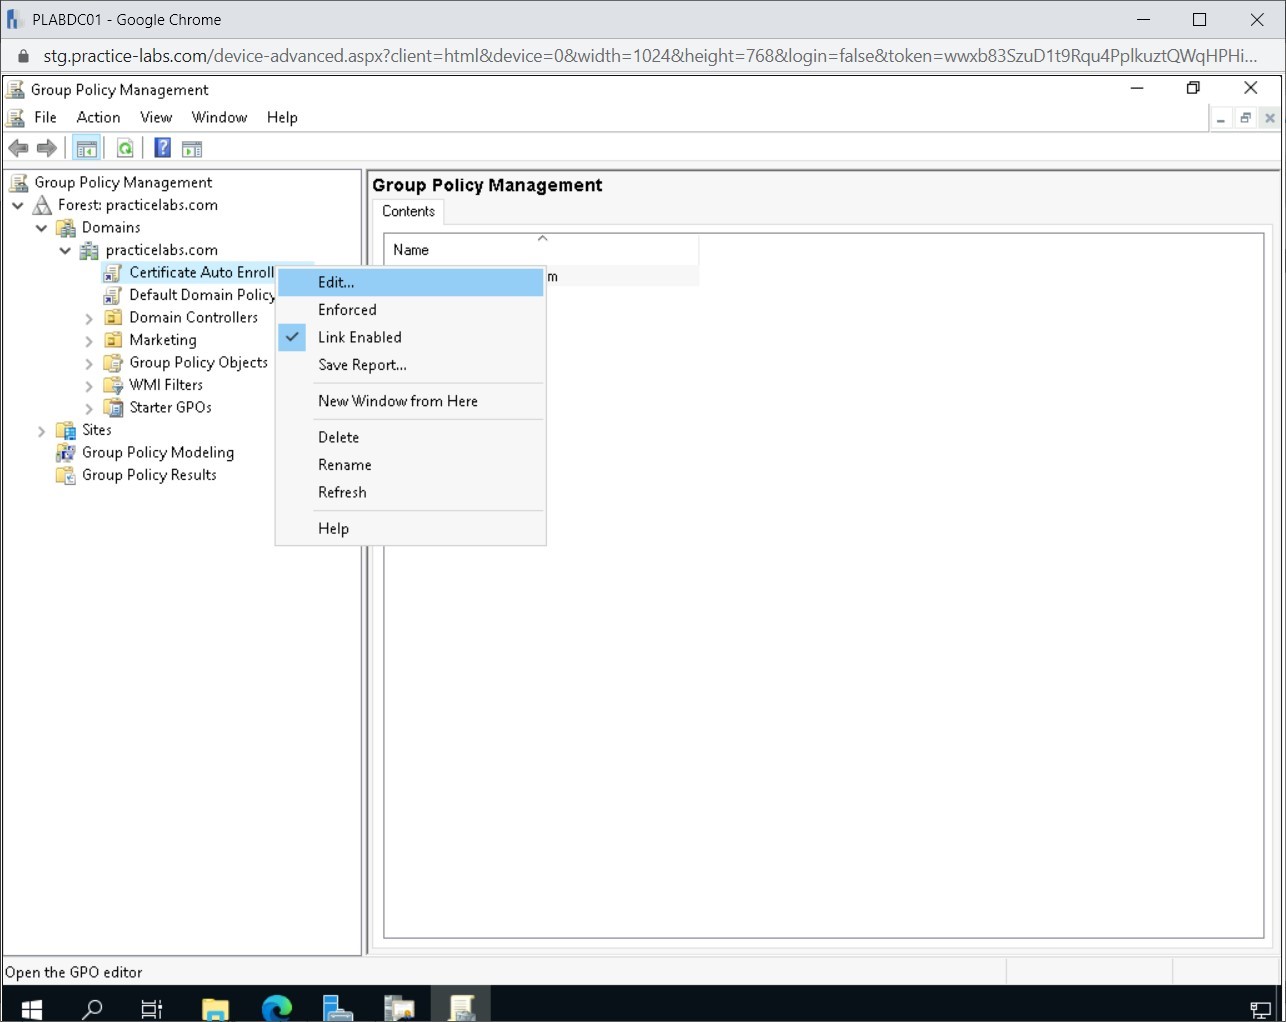 PLABDC01 - Google Chrome
stg.practice-labs.com/device-advanced.aspx?client=html&device=0&width=1024&height=768&login=false&token=wwxb83SzuD1t9Rqu4PplkuztQWqHPHi...
Group Policy Management
File Action View Window Help
Group Policy Management
Forest: practicelabs.com
Domains
practicelabs.com
Certificate Auto Enroll
Default Domain Policy
Domain Controllers
Marketing
Group Policy Objects
WMI Filters
Starter GPOs
Sites
Group Policy Modeling
Group Policy Results
Edit...
Enforced
Link Enabled
Save Report...
New Window from Here
Delete
Rename
Refresh
Help
Group Policy Management
Contents
Name
m
Open the GPO editor